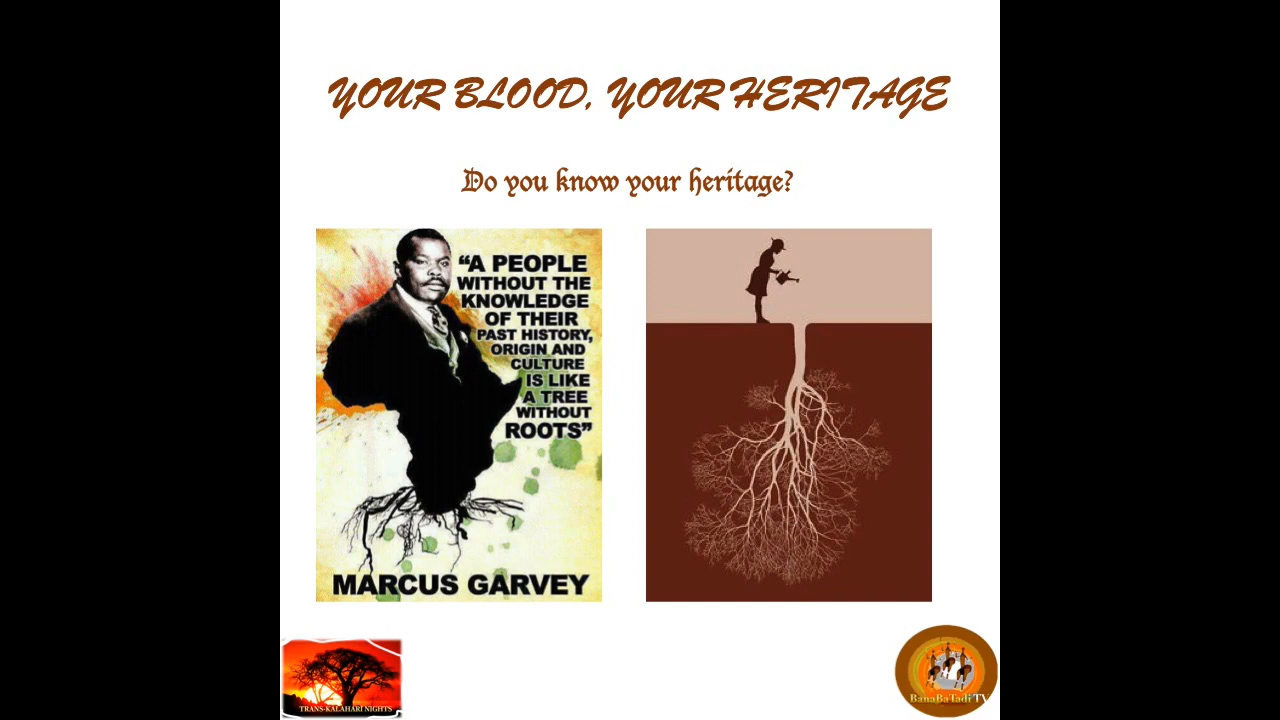 YOUR BLOOD, YOUR HERITAGE
Do you know your heritage?
“A PEOPLE
WITHOUT THE
KNOWLEDGE
OF THEIR
PAST HISTORY,
ORIGIN AND
CULTURE
IS LIKE
A TREE
WITHOUT
ROOTS”
MARCUS GARVEY
TRANS-KALAHARI NIGHTS
BanaBaTadi TV